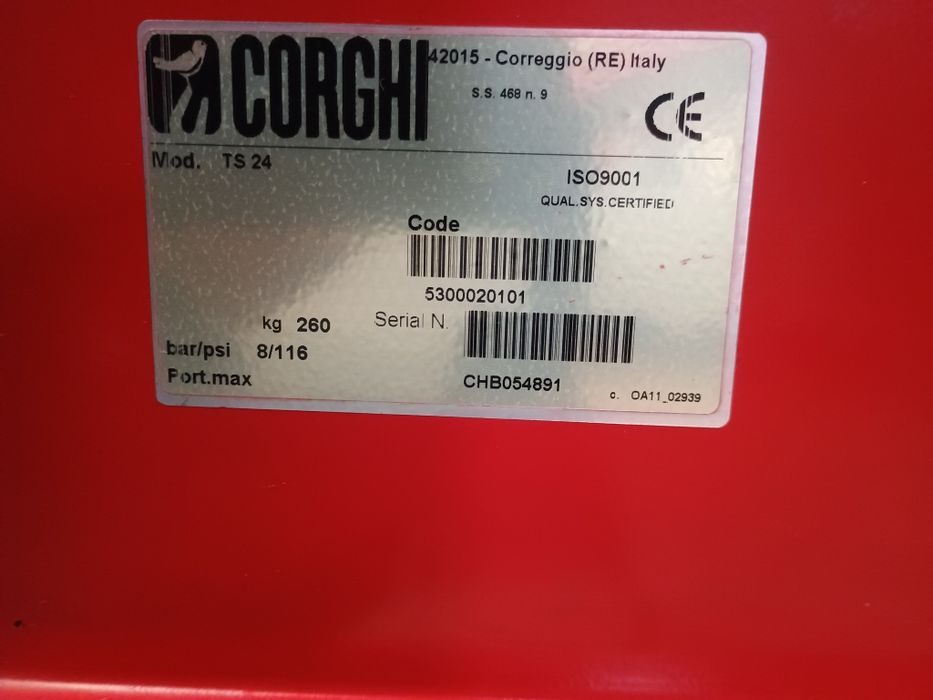 CORGHI 42015 - Correggio (RE) Italy
S.S. 468 n. 9
CE
Mod. TS 24
ISO9001
QUAL.SYS.CERTIFIED
Code
5300020101
kg 260 Serial N.
bar/psi 8/116
Port.max CHB054891
c. OA11_02939